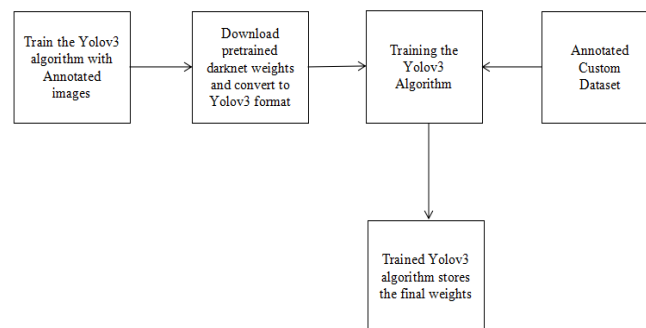 Train the Yolov3
algorithm with
Annotated
images
Download
pretrained
darknet weights
and convert to
Yolov3 format
Training the
Yolov3
Algorithm
Annotated
Custom
Dataset
Trained Yolov3
algorithm stores
the final weights